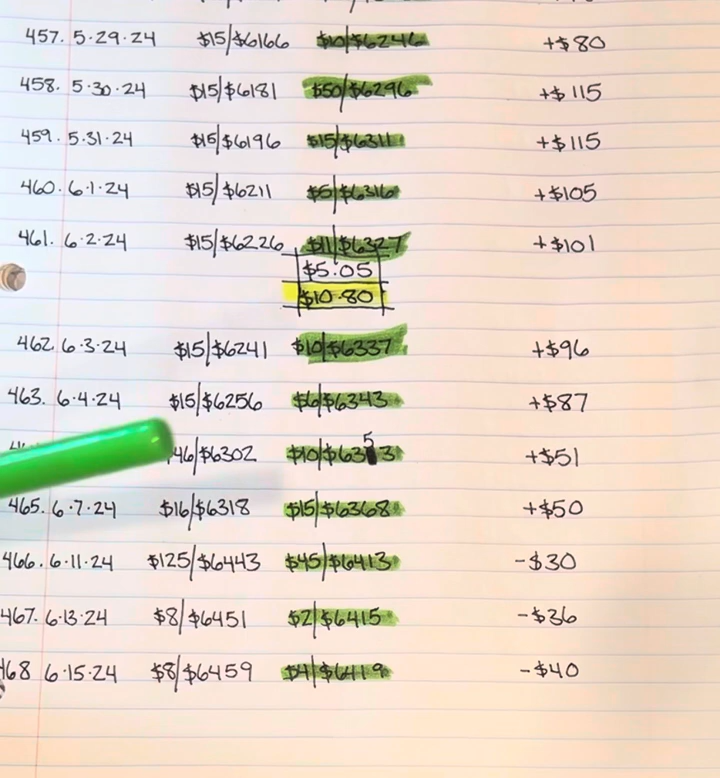 457. 5·29·24 $15/$6166 $10/$6246 +$80
458. 5·30·24 $15/$6181 $50/$6296 +$115
459. 5·31·24 $15/$6196 $15/$6311 +$115
460. 6·1·24 $15/$6211 $5/$6316 +$105
461. 6·2·24 $15/$6226 $11/$6327 +$101
$5.05
$10.80
462. 6·3·24 $15/$6241 $10/$6337 +$96
463. 6·4·24 $15/$6256 $6/$6343 +$87
46/$6302 $10/$6353 +$51
465. 6·7·24 $16/$6318 $15/$6368 +$50
466. 6·11·24 $125/$6443 $45/$6413 -$30
467. 6·13·24 $8/$6451 $2/$6415 -$36
468 6·15·24 $8/$6459 $4/$6419 -$40